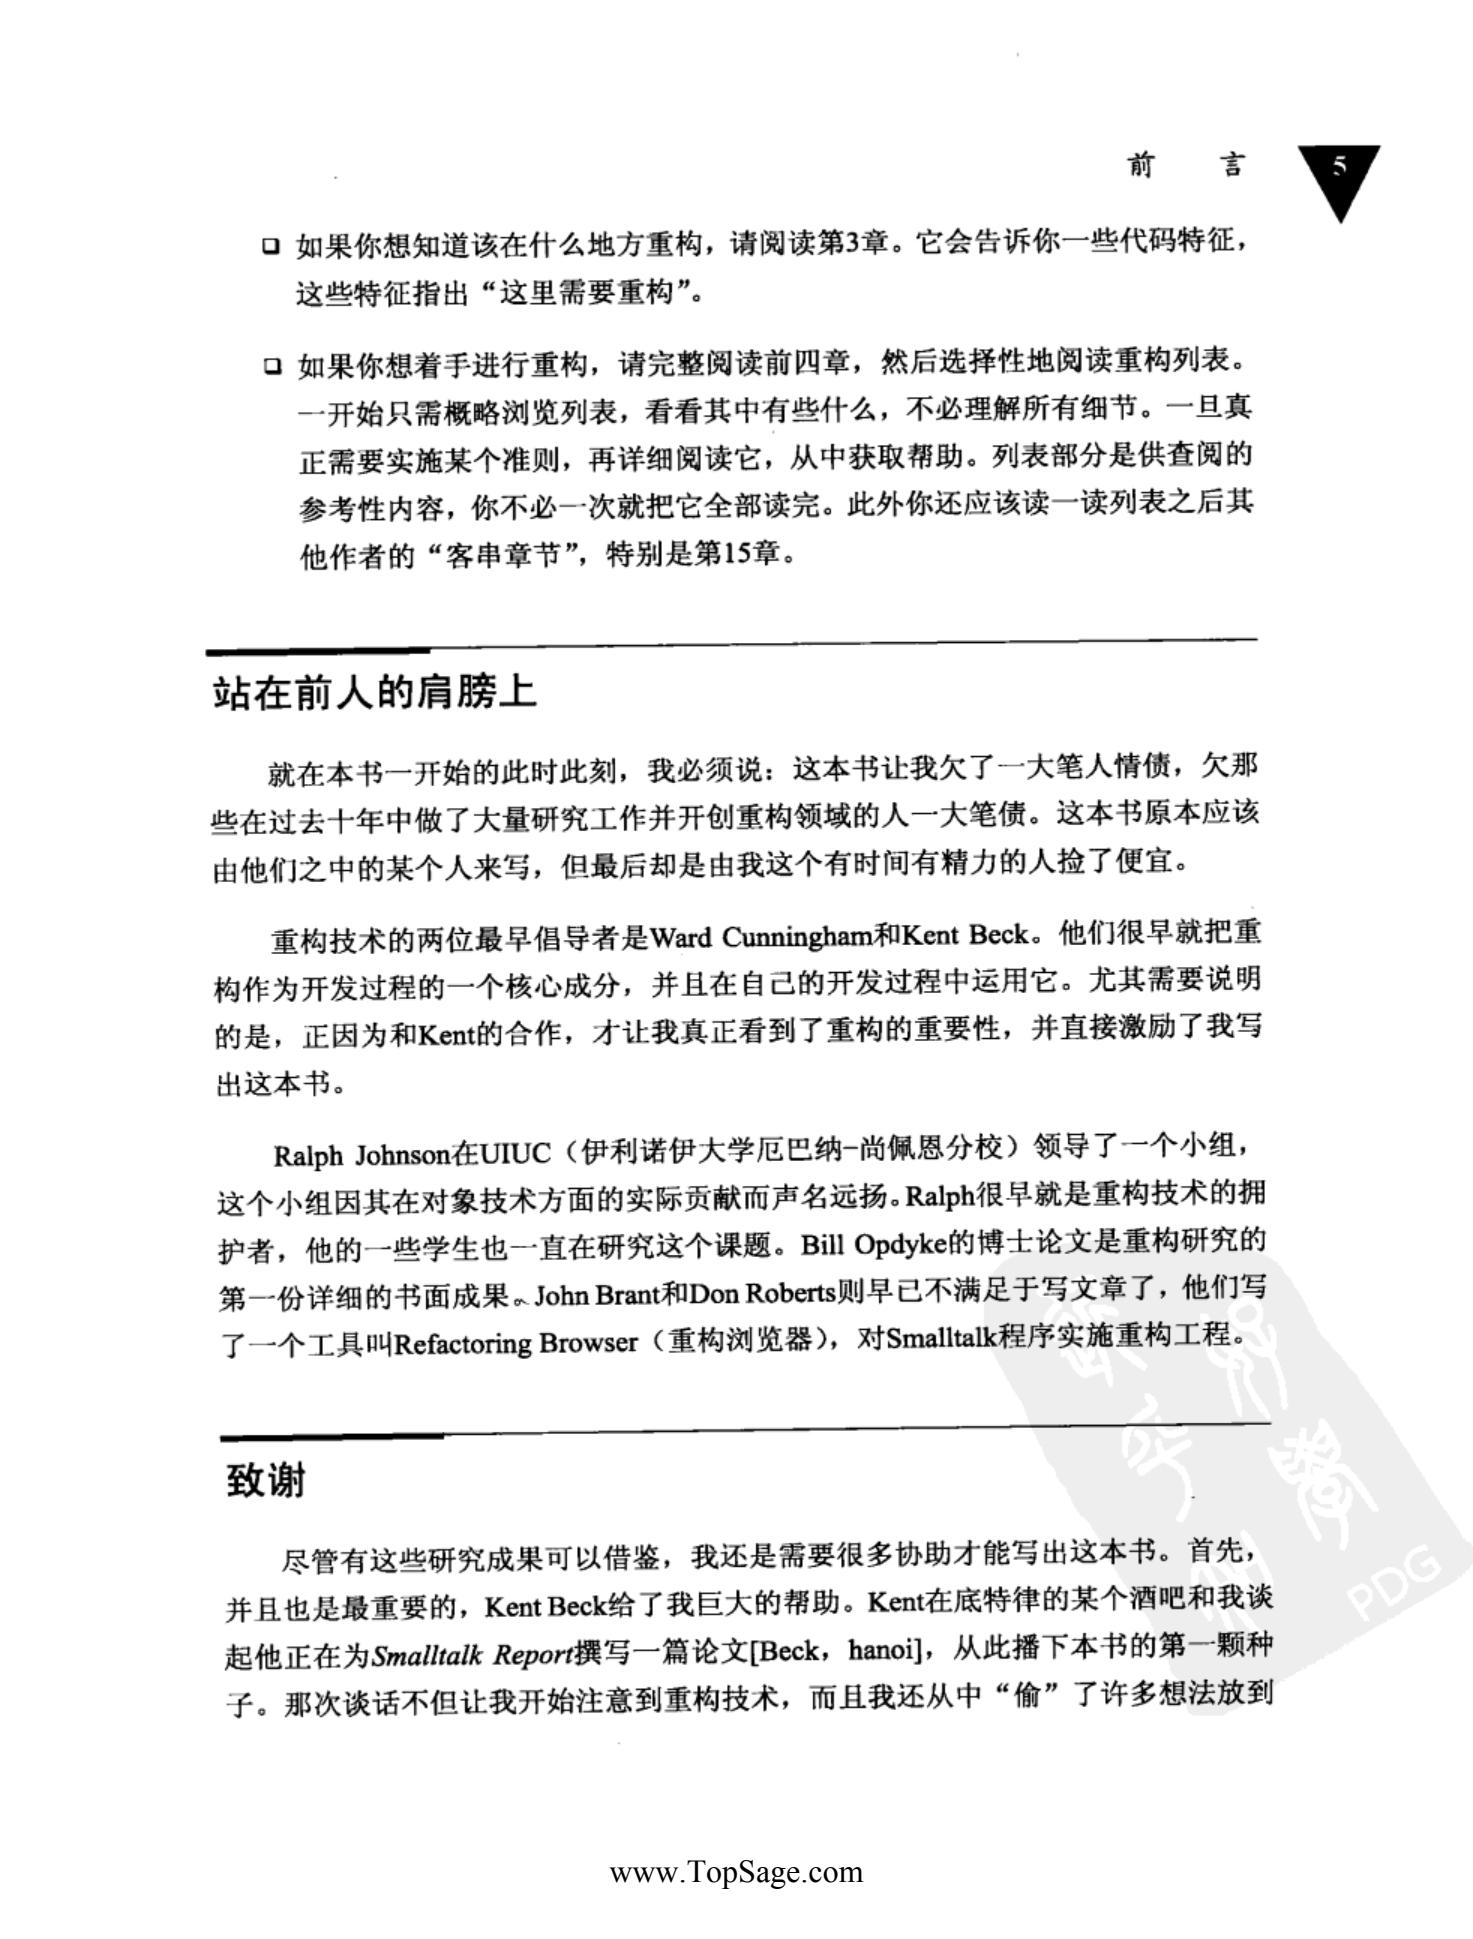 前 言 5
❑ 如果你想知道该在什么地方重构，请阅读第3章。它会告诉你一些代码特征，
这些特征指出“这里需要重构”。
❑ 如果你想着手进行重构，请完整阅读前四章，然后选择性地阅读重构列表。
一开始只需概略浏览列表，看看其中有些什么，不必理解所有细节。一旦真
正需要实施某个准则，再详细阅读它，从中获取帮助。列表部分是供查阅的
参考性内容，你不必一次就把它全部读完。此外你还应该读一读列表之后其
他作者的“客串章节”，特别是第15章。
站在前人的肩膀上
就在本书一开始的此时此刻，我必须说：这本书让我欠了一大笔人情债，欠那
些在过去十年中做了大量研究工作并开创重构领域的人一大笔债。这本书原本应该
由他们之中的某个人来写，但最后却是由我这个有时间有精力的人捡了便宜。
重构技术的两位最早倡导者是Ward Cunningham和Kent Beck。他们很早就把重
构作为开发过程的一个核心成分，并且在自己的开发过程中运用它。尤其需要说明
的是，正因为和Kent的合作，才让我真正看到了重构的重要性，并直接激励了我写
出这本书。
Ralph Johnson在UIUC（伊利诺伊大学厄巴纳-尚佩恩分校）领导了一个小组，
这个小组因其在对象技术方面的实际贡献而声名远扬。Ralph很早就是重构技术的拥
护者，他的一些学生也一直在研究这个课题。Bill Opdyke的博士论文是重构研究的
第一份详细的书面成果。John Brant和Don Roberts则早已不满足于写文章了，他们写
了一个工具叫Refactoring Browser（重构浏览器），对Smalltalk程序实施重构工程。
致谢
尽管有这些研究成果可以借鉴，我还是需要很多协助才能写出这本书。首先，
并且也是最重要的，Kent Beck给了我巨大的帮助。Kent在底特律的某个酒吧和我谈
起他正在为Smalltalk Report撰写一篇论文[Beck，hanoi]，从此播下本书的第一颗种
子。那次谈话不但让我开始注意到重构技术，而且我还从中“偷”了许多想法放到
PDG
www.TopSage.com